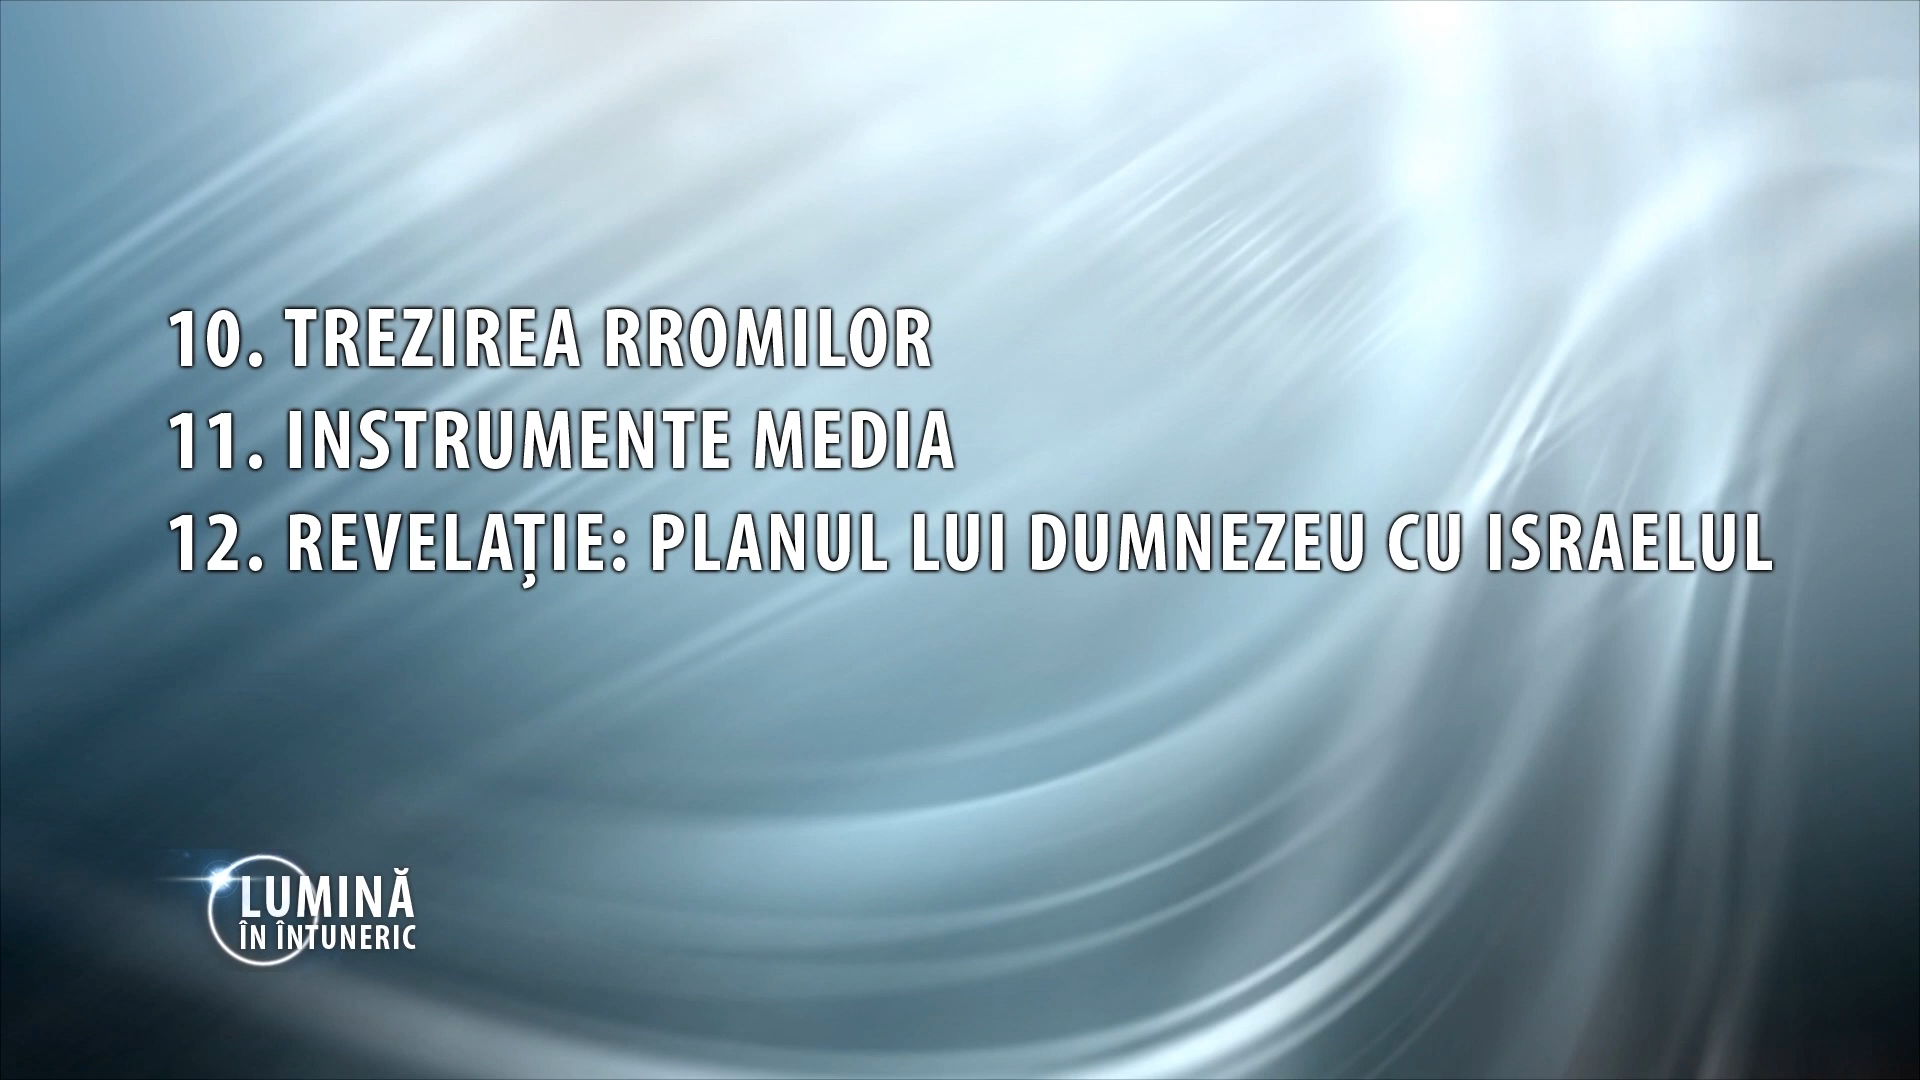 10. TREZIREA RROMILOR
11. INSTRUMENTE MEDIA
12. REVELAȚIE: PLANUL LUI DUMNEZEU CU ISRAELUL
LUMINĂ
ÎN ÎNTUNERIC